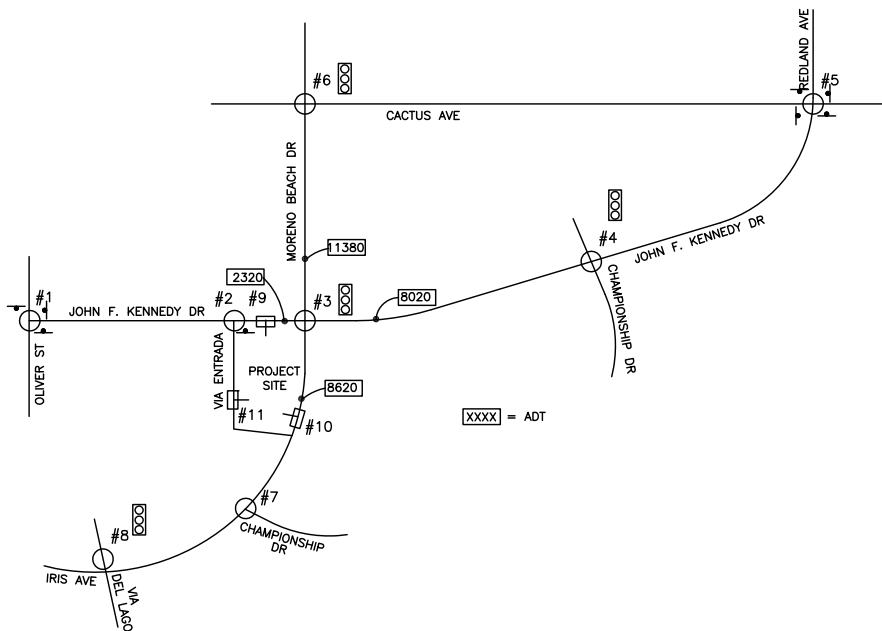 REDLAND AVE
#5
#6
CACTUS AVE
MORENO BEACH DR
11380
#4
JOHN F. KENNEDY DR
2320
8020
#1
#2
#9
#3
JOHN F. KENNEDY DR
CHAMPIONSHIP DR
OLIVER ST
VIA ENTRADA
PROJECT
SITE
8620
#11
#10
XXXX = ADT
#7
CHAMPIONSHIP
DR
#8
IRIS AVE
VIA
DEL LAGO